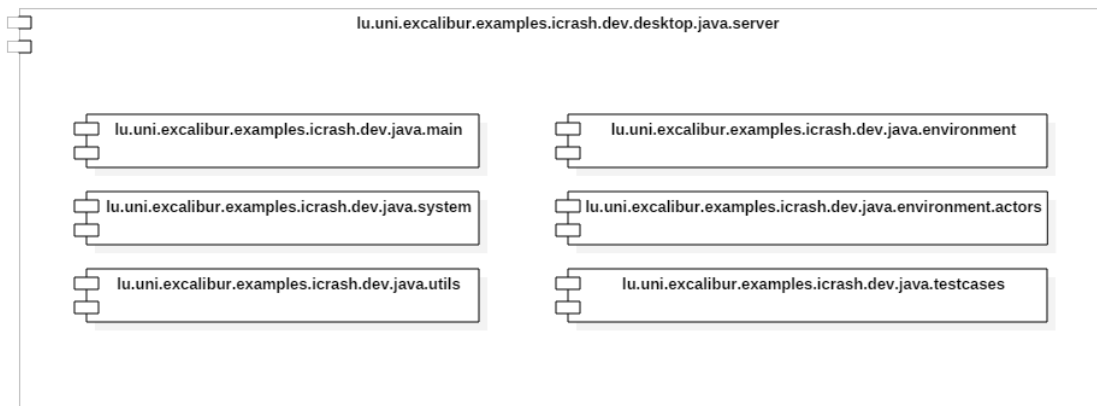 lu.uni.excalibur.examples.icrash.dev.desktop.java.server
lu.uni.excalibur.examples.icrash.dev.java.main
lu.uni.excalibur.examples.icrash.dev.java.environment
lu.uni.excalibur.examples.icrash.dev.java.system
lu.uni.excalibur.examples.icrash.dev.java.environment.actors
lu.uni.excalibur.examples.icrash.dev.java.utils
lu.uni.excalibur.examples.icrash.dev.java.testcases